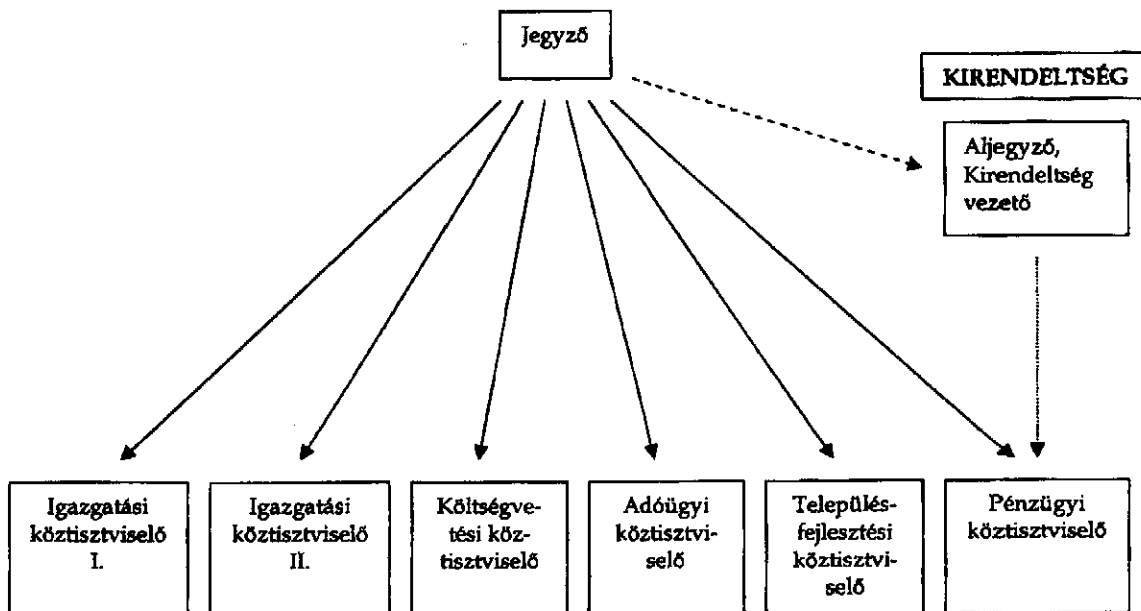 Jegyző
KIRENDELTSÉG
Aljegyző,
Kirendeltség
vezető
Igazgatási
köztisztviselő
I.
Igazgatási
köztisztviselő
II.
Költségve-
tési köz-
tisztviselő
Adóügyi
köztisztvi-
selő
Település-
fejlesztési
köztisztvi-
selő
Pénzügyi
köztisztviselő